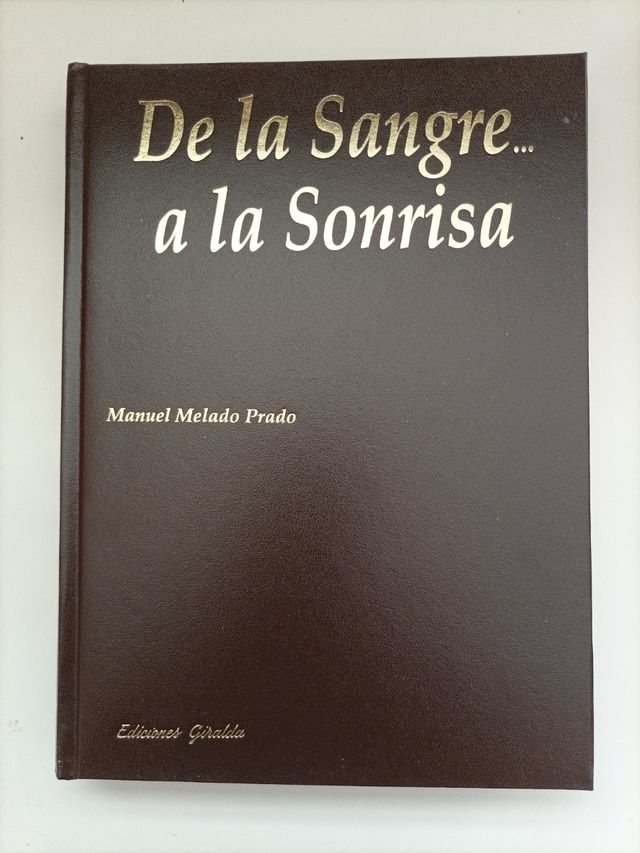 De la Sangre...
a la Sonrisa
Manuel Melado Prado
Ediciones Giralda